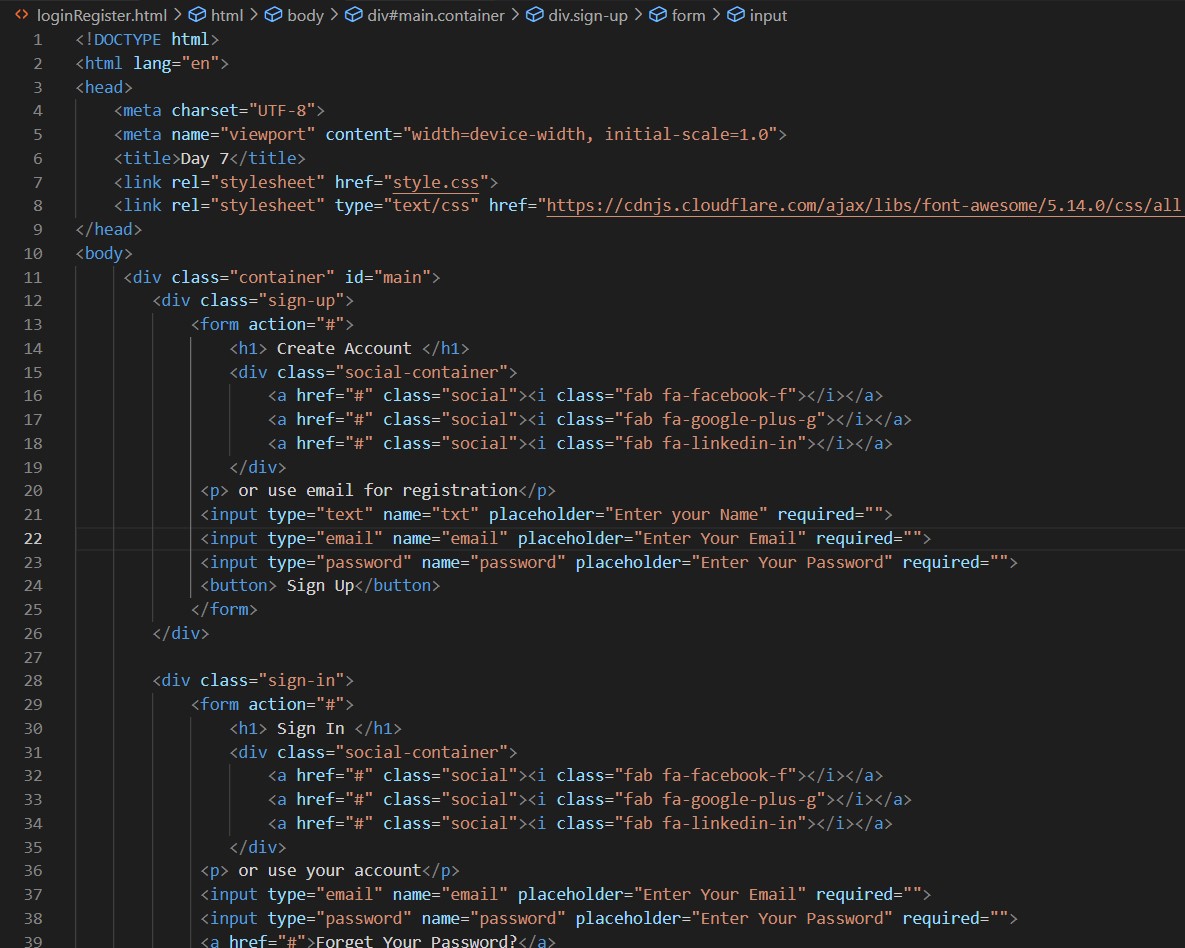 loginRegister.html > html > body > div#main.container > div.sign-up > form > input
1 <!DOCTYPE html>
2 <html lang="en">
3 <head>
4 <meta charset="UTF-8">
5 <meta name="viewport" content="width=device-width, initial-scale=1.0">
6 <title>Day 7</title>
7 <link rel="stylesheet" href="style.css">
8 <link rel="stylesheet" type="text/css" href="https://cdnjs.cloudflare.com/ajax/libs/font-awesome/5.14.0/css/all
9 </head>
10 <body>
11 <div class="container" id="main">
12 <div class="sign-up">
13 <form action="#">
14 <h1> Create Account </h1>
15 <div class="social-container">
16 <a href="#" class="social"><i class="fab fa-facebook-f"></i></a>
17 <a href="#" class="social"><i class="fab fa-google-plus-g"></i></a>
18 <a href="#" class="social"><i class="fab fa-linkedin-in"></i></a>
19 </div>
20 <p> or use email for registration</p>
21 <input type="text" name="txt" placeholder="Enter your Name" required="">
22 <input type="email" name="email" placeholder="Enter Your Email" required="">
23 <input type="password" name="password" placeholder="Enter Your Password" required="">
24 <button> Sign Up</button>
25 </form>
26 </div>
27
28 <div class="sign-in">
29 <form action="#">
30 <h1> Sign In </h1>
31 <div class="social-container">
32 <a href="#" class="social"><i class="fab fa-facebook-f"></i></a>
33 <a href="#" class="social"><i class="fab fa-google-plus-g"></i></a>
34 <a href="#" class="social"><i class="fab fa-linkedin-in"></i></a>
35 </div>
36 <p> or use your account</p>
37 <input type="email" name="email" placeholder="Enter Your Email" required="">
38 <input type="password" name="password" placeholder="Enter Your Password" required="">
39 <a href="#">Forget Your Password?</a>